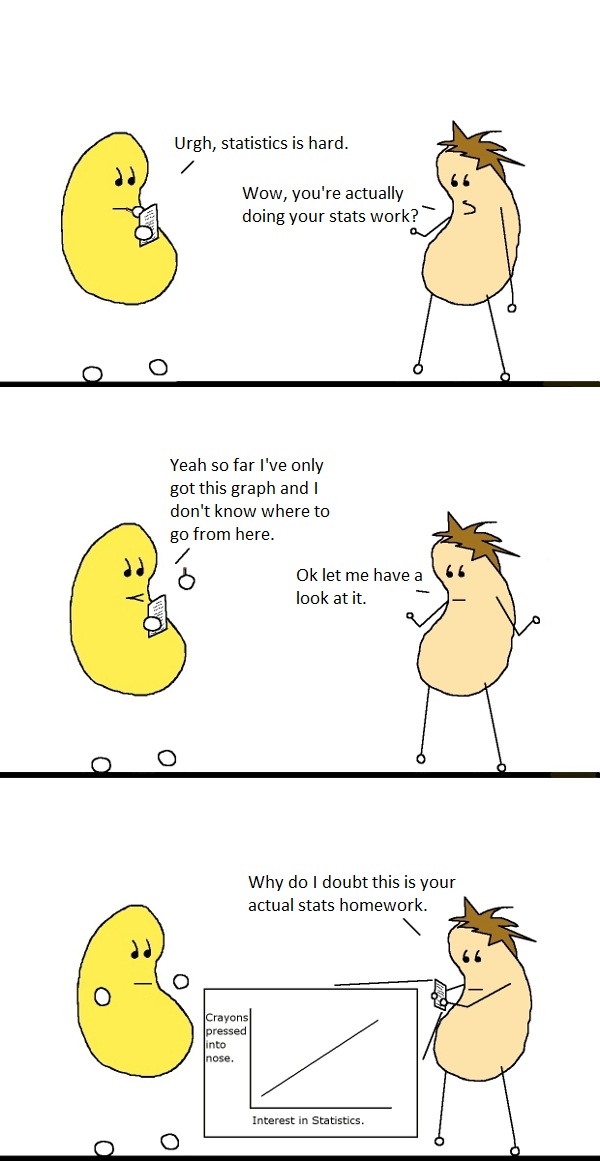 Urgh, statistics is hard.
Wow, you're actually
doing your stats work?
Yeah so far I've only
got this graph and I
don't know where to
go from here.
Ok let me have a
look at it.
Why do I doubt this is your
actual stats homework.
Crayons
pressed
into
nose.
Interest in Statistics.